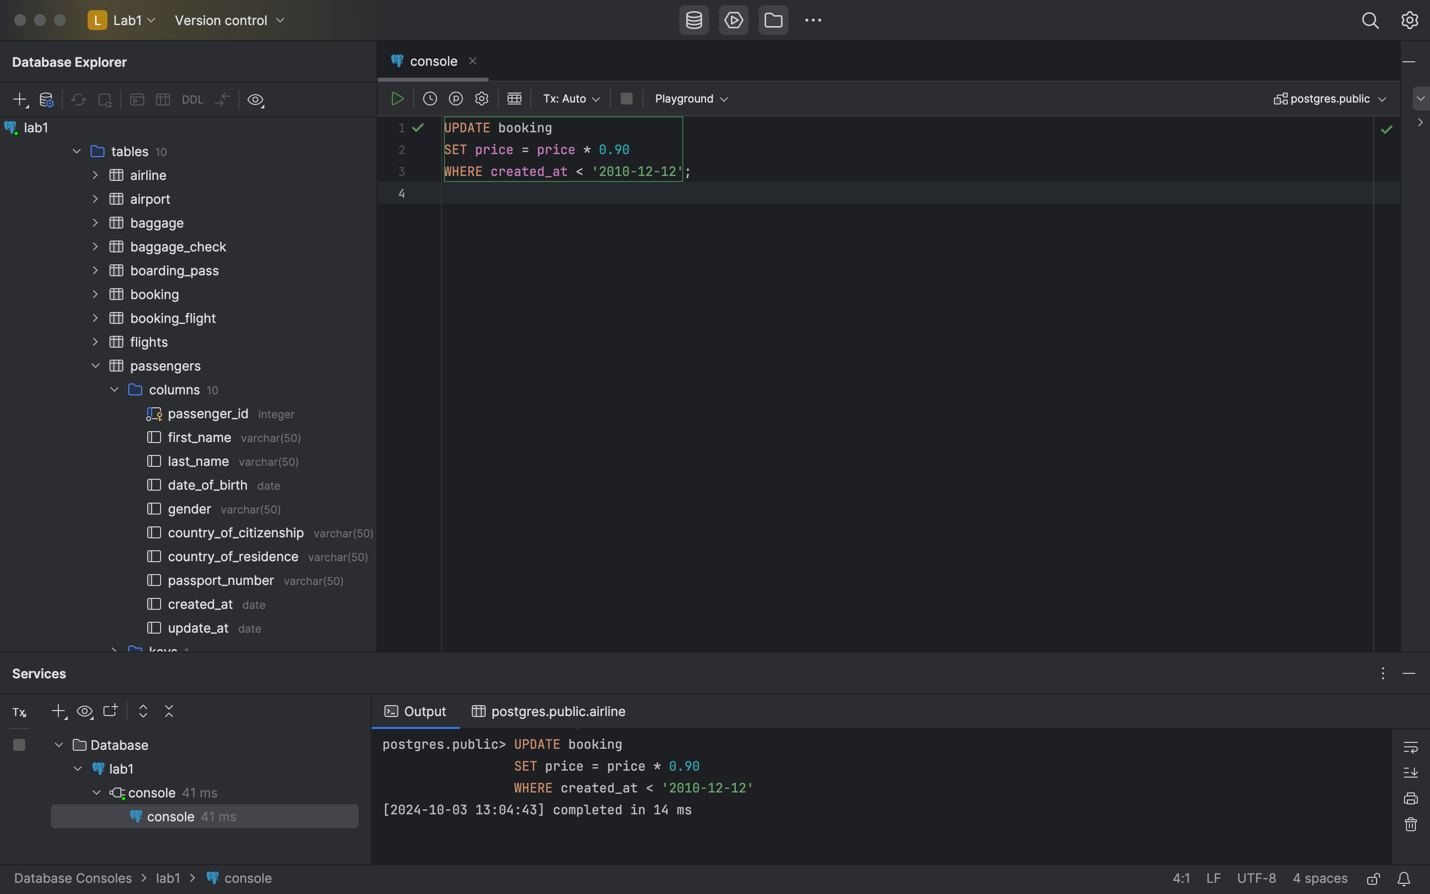 L Lab1 Version control
Database Explorer
console
DDL
Tx: Auto Playground postgres.public
lab1
tables 10
airline
airport
baggage
baggage_check
boarding_pass
booking
booking_flight
flights
passengers
columns 10
passenger_id integer
first_name varchar(50)
last_name varchar(50)
date_of_birth date
gender varchar(50)
country_of_citizenship varchar(50)
country_of_residence varchar(50)
passport_number varchar(50)
created_at date
update_at date
keys 1
1 UPDATE booking
2 SET price = price * 0.90
3 WHERE created_at < '2010-12-12';
4
Services
Tx
Database
lab1
console 41 ms
console 41 ms
Output postgres.public.airline
postgres.public> UPDATE booking
SET price = price * 0.90
WHERE created_at < '2010-12-12'
[2024-10-03 13:04:43] completed in 14 ms
Database Consoles > lab1 > console
4:1 LF UTF-8 4 spaces